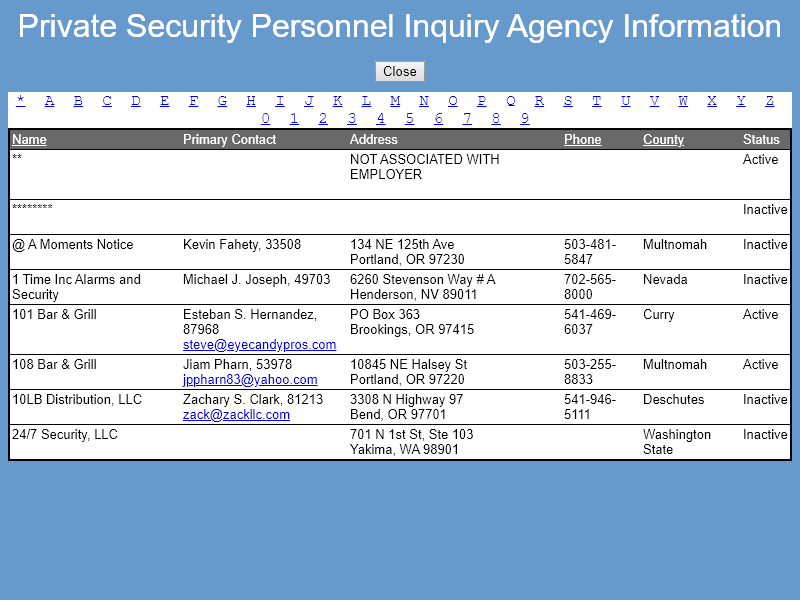 Private Security Personnel Inquiry Agency Information
Close
* A B C D E F G H I J K L M N O P Q R S T U V W X Y Z
0 1 2 3 4 5 6 7 8 9
Name Primary Contact Address Phone County Status
** NOT ASSOCIATED WITH Active
EMPLOYER
******** Inactive
@ A Moments Notice Kevin Fahety, 33508 134 NE 125th Ave 503-481- Multnomah Inactive
Portland, OR 97230 5847
1 Time Inc Alarms and Michael J. Joseph, 49703 6260 Stevenson Way # A 702-565- Nevada Inactive
Security Henderson, NV 89011 8000
101 Bar & Grill Esteban S. Hernandez, PO Box 363 541-469- Curry Active
87968 Brookings, OR 97415 6037
steve@eyecandypros.com
108 Bar & Grill Jiam Pharn, 53978 10845 NE Halsey St 503-255- Multnomah Active
jppharn83@yahoo.com Portland, OR 97220 8833
10LB Distribution, LLC Zachary S. Clark, 81213 3308 N Highway 97 541-946- Deschutes Inactive
zack@zackllc.com Bend, OR 97701 5111
24/7 Security, LLC 701 N 1st St, Ste 103 Washington Inactive
Yakima, WA 98901 State